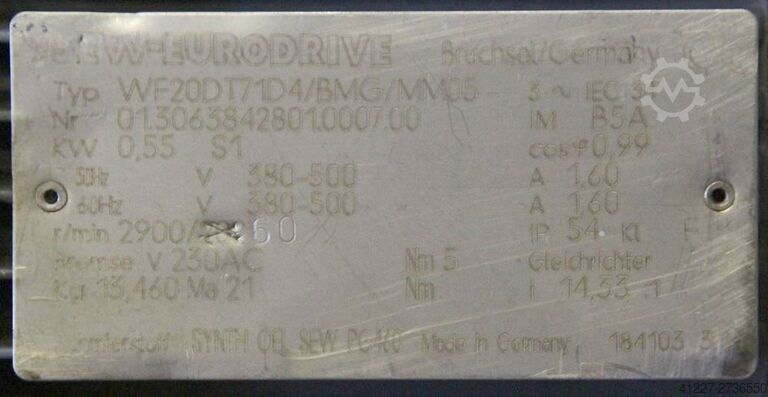 EURODRIVE Bruchsal/Germany
Typ WF20DT71D4/BMG/MM05 3~ IEC 3
Nr 01.3063842801.0007.00 IM B5A
KW 0,55 S1 cosφ 0,99
50Hz V 380-500 A 1,60
60Hz V 380-500 A 1,60
r/min 2900/ 60 IP 54 Kl F
Bremse V 230AC Nm 5 Gleichrichter
Kg 13,460 Ma 21 Nm i 14,33 :1
SYNTH OEL SEW PG460 Made in Germany 184103 3
41227-2736550